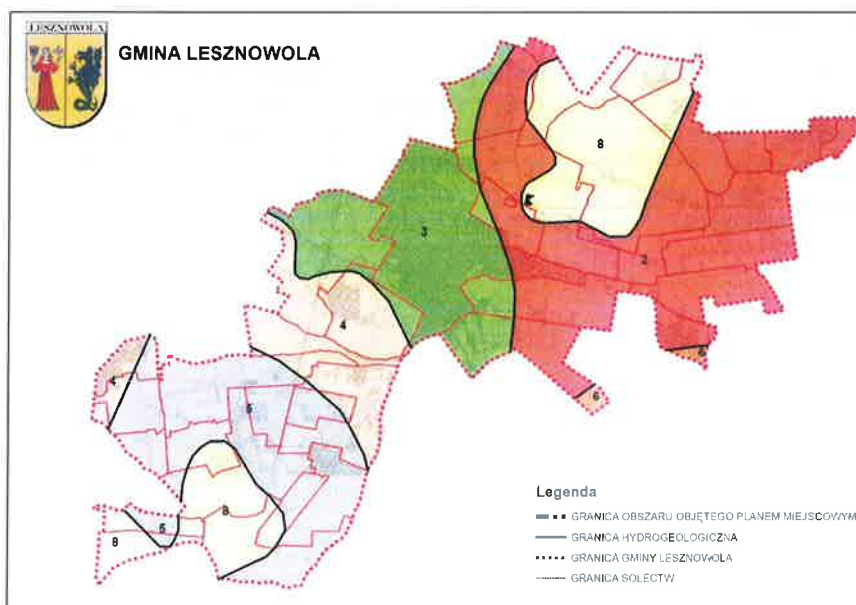 LESZNOWOLA
GMINA LESZNOWOLA
8
3
2
4
6
6
4
5
8
5
8
Legenda
GRANICA OBSZARU OBJĘTEGO PLANEM MIEJSCOWYM
GRANICA HYDROGEOLOGICZNA
GRANICA GMINY LESZNOWOLA
GRANICA SOŁECTW